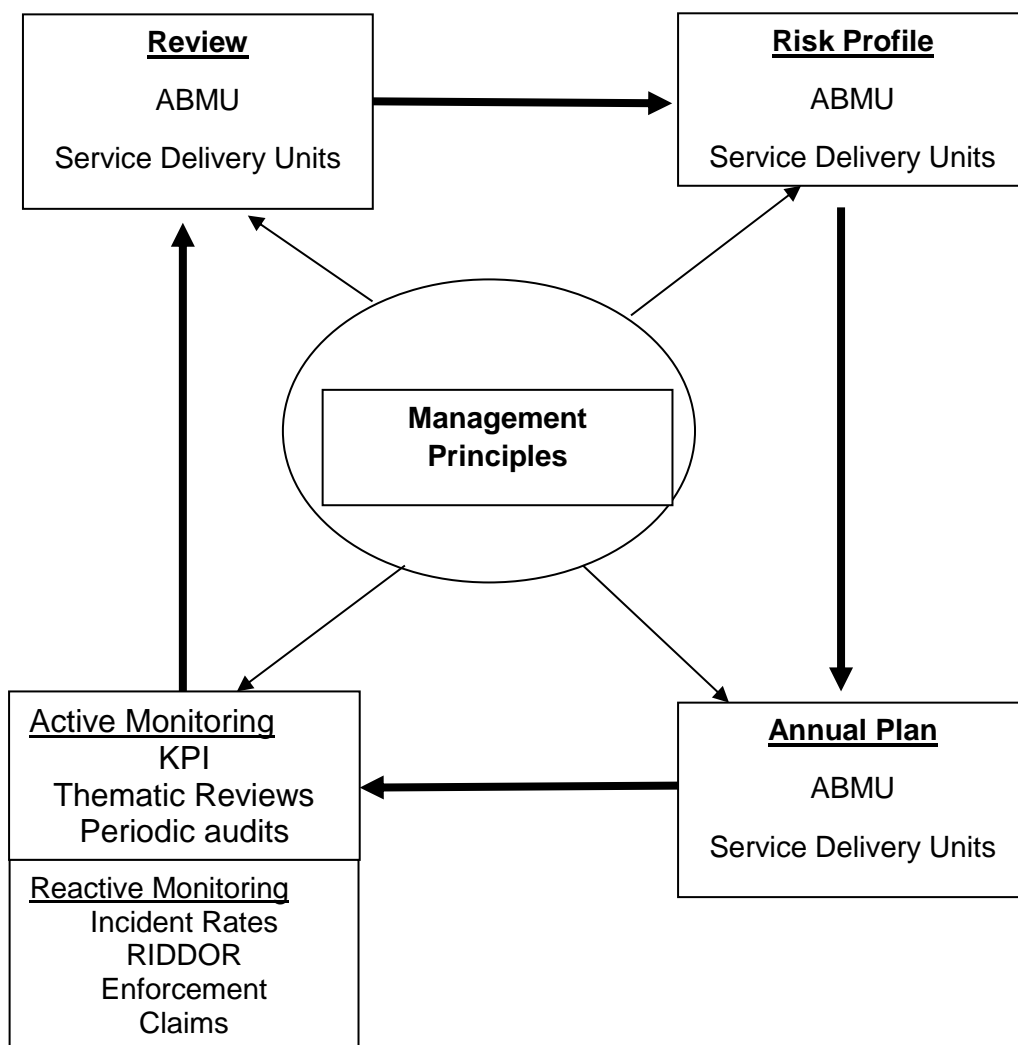 Review
ABMU
Service Delivery Units
Risk Profile
ABMU
Service Delivery Units
Management
Principles
Active Monitoring
KPI
Thematic Reviews
Periodic audits
Reactive Monitoring
Incident Rates
RIDDOR
Enforcement
Claims
Annual Plan
ABMU
Service Delivery Units